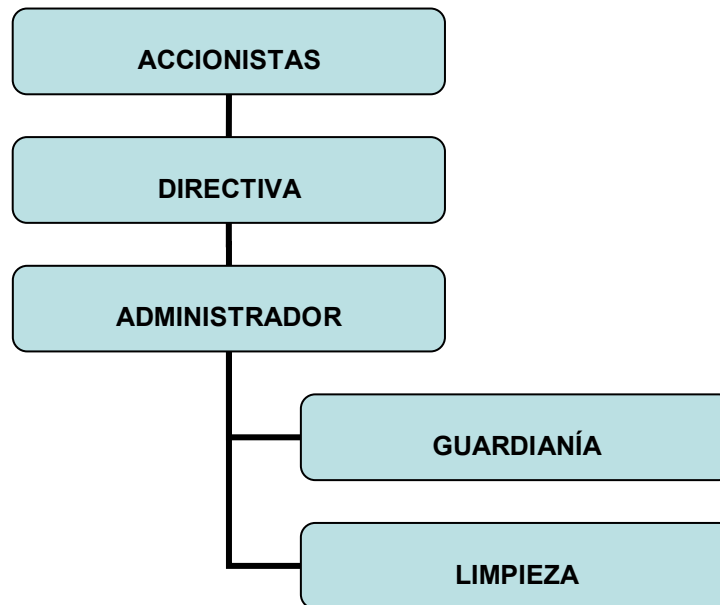 ACCIONISTAS
DIRECTIVA
ADMINISTRADOR
GUARDIANÍA
LIMPIEZA